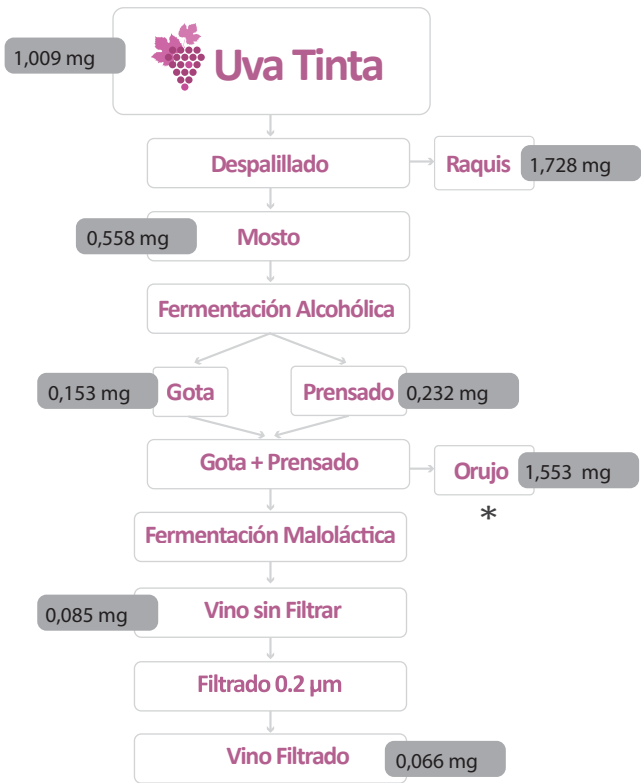 1,009 mg
Uva Tinta
Despalillado
Raquis
1,728 mg
0,558 mg
Mosto
Fermentación Alcohólica
0,153 mg
Gota
Prensado
0,232 mg
Gota + Prensado
Orujo
1,553 mg
*
Fermentación Maloláctica
0,085 mg
Vino sin Filtrar
Filtrado 0.2 µm
Vino Filtrado
0,066 mg